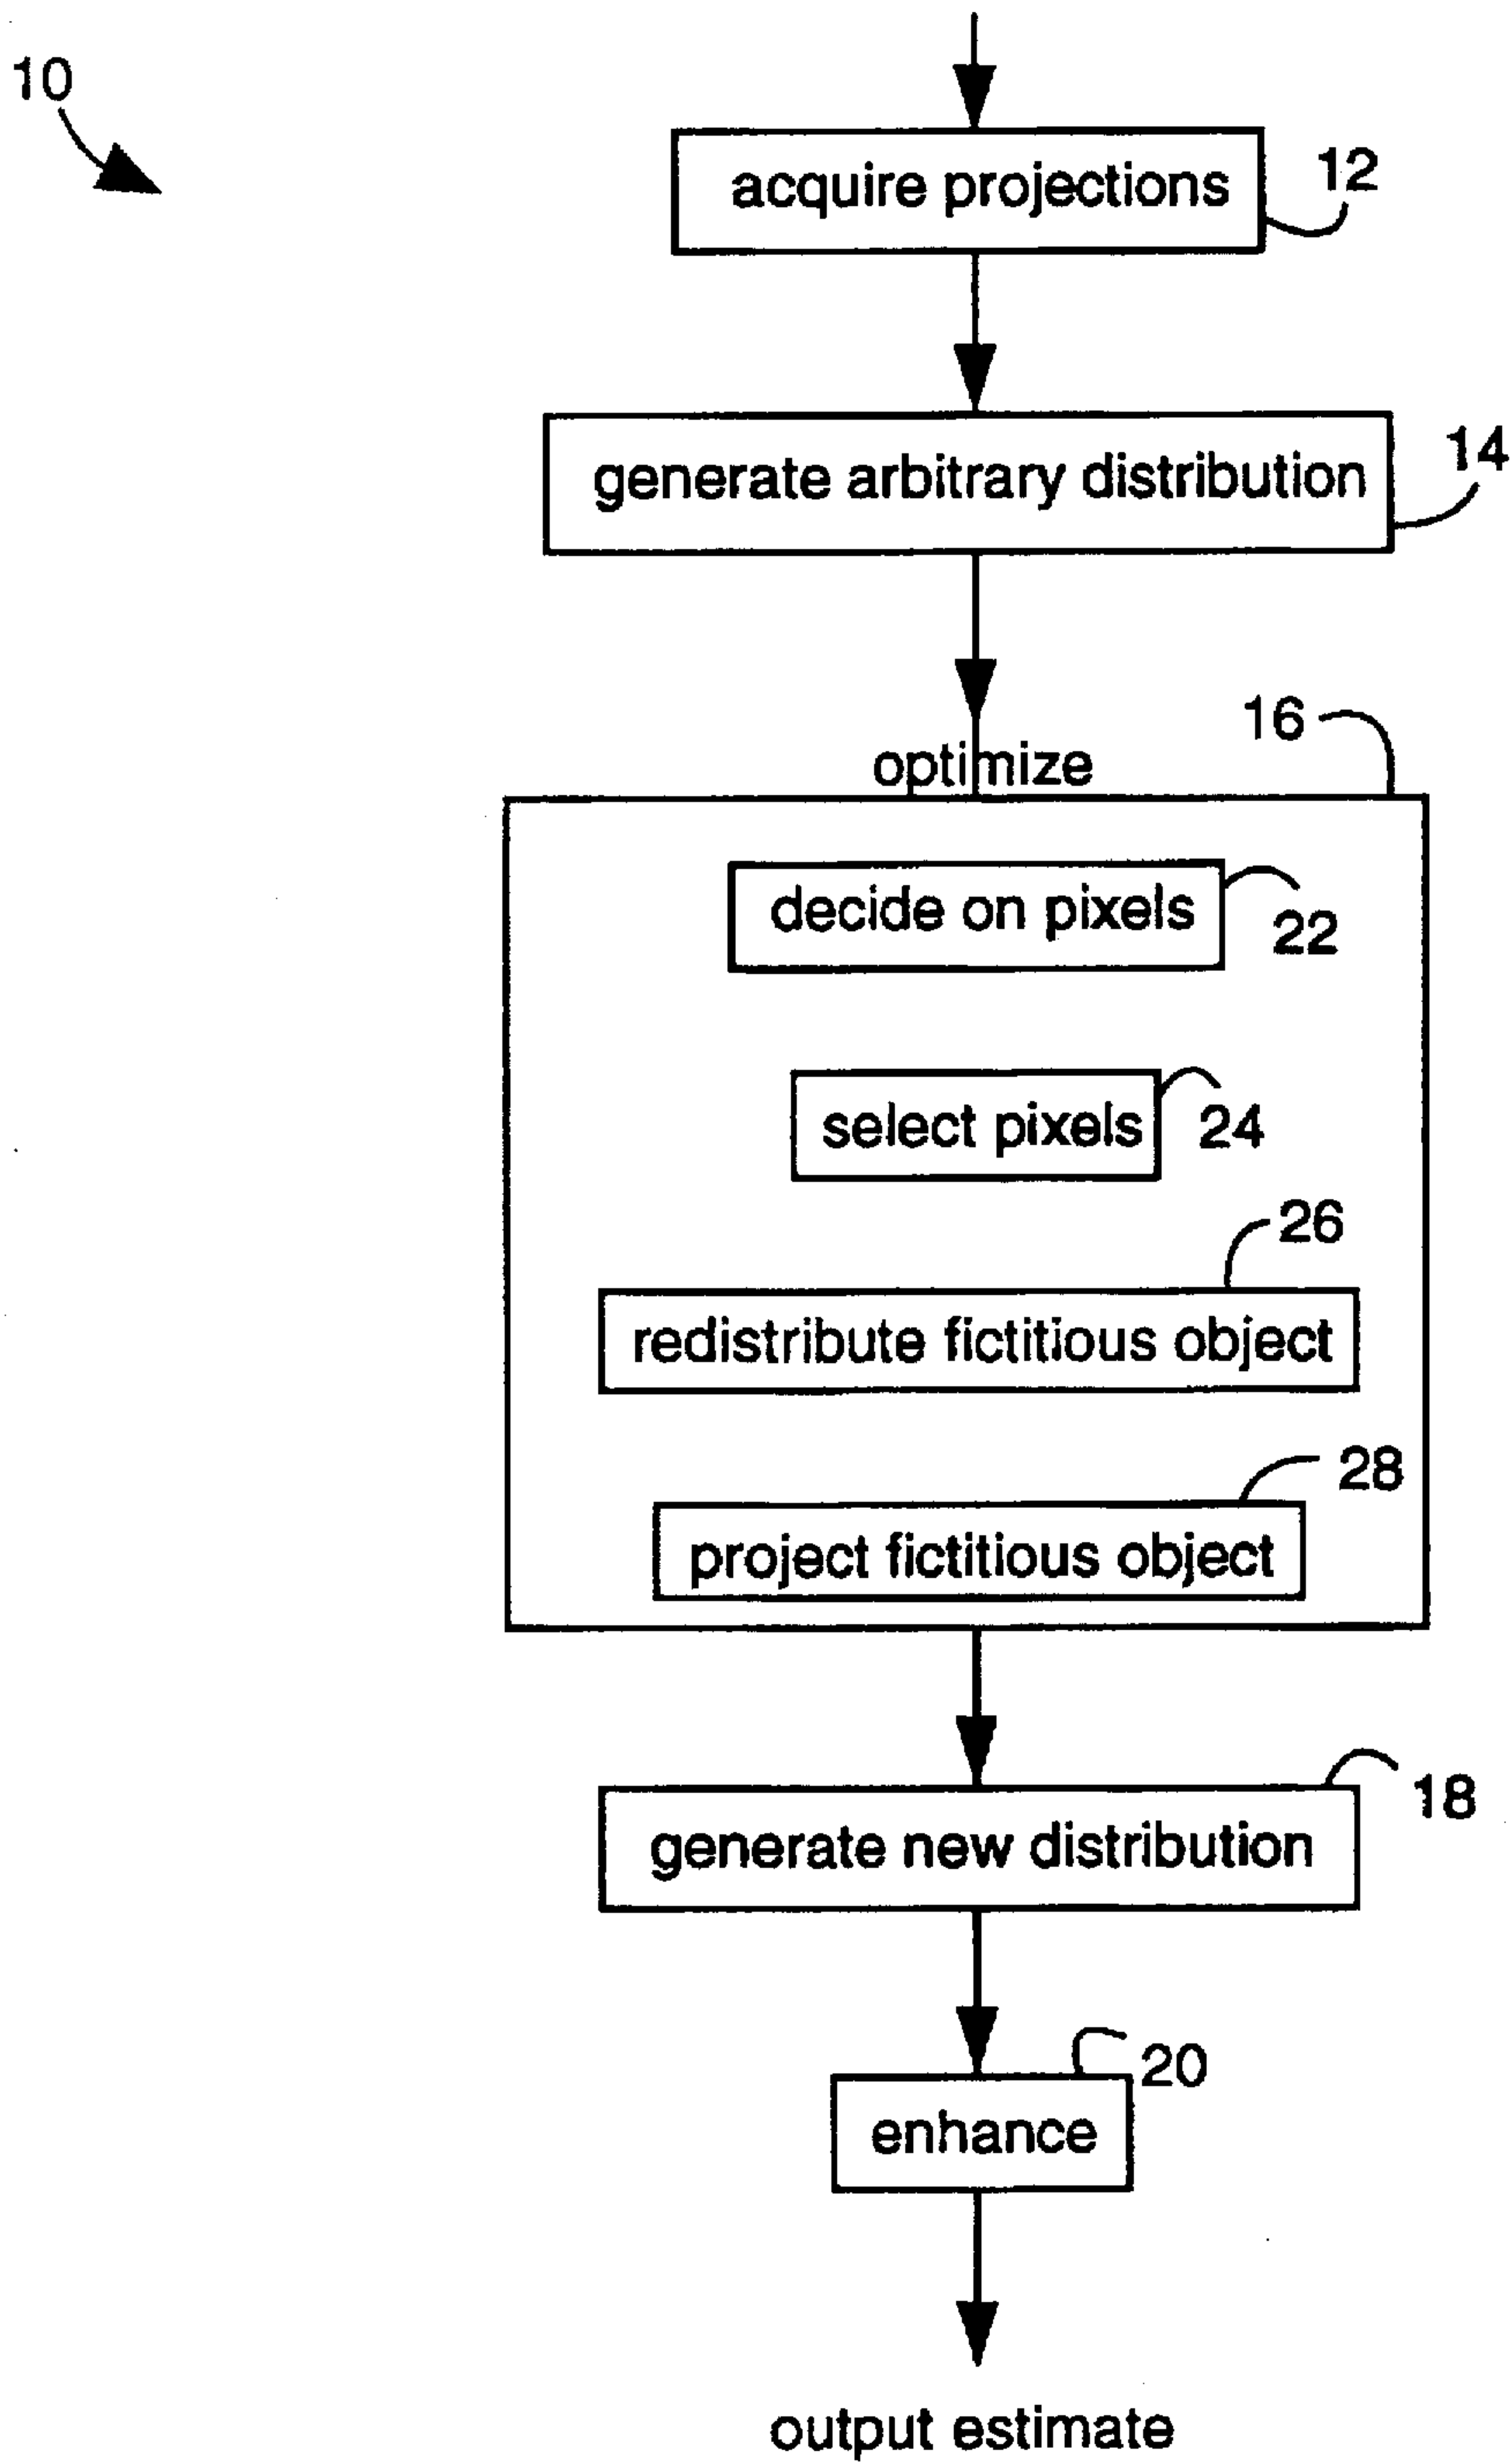 10
acquire projections
12
generate arbitrary distribution
14
16
optimize
decide on pixels
22
select pixels
24
26
redistribute fictitious object
28
project fictitious object
18
generate new distribution
20
enhance
output estimate